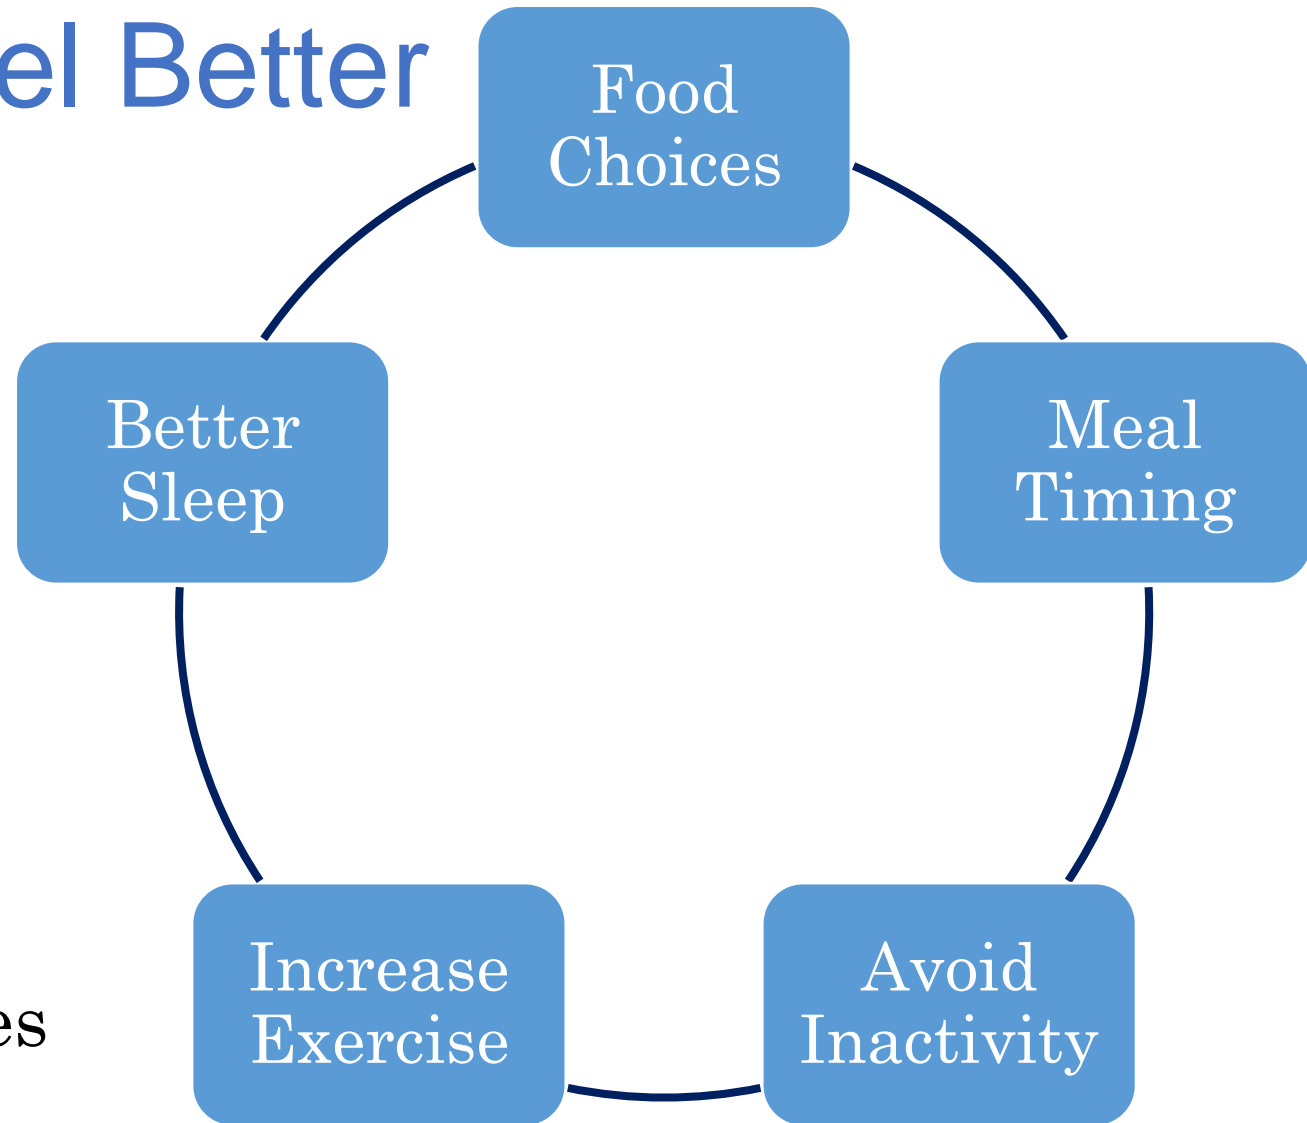 el Better
Food
Choices
Meal
Timing
Better
Sleep
Increase
Exercise
Avoid
Inactivity
es